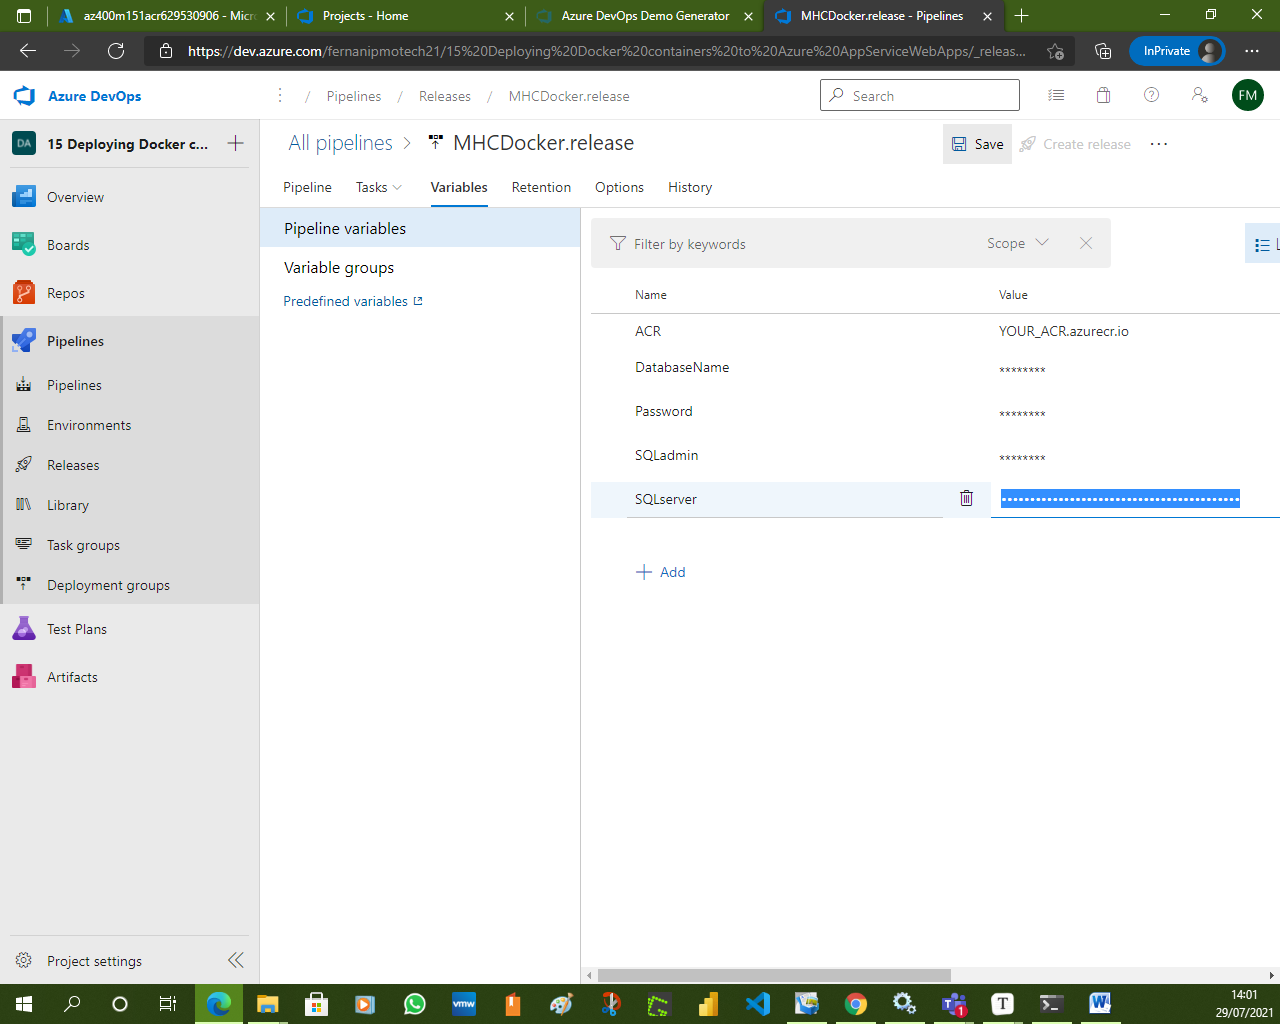 az400m151acr629530906 - Micr
Projects - Home
Azure DevOps Demo Generator
MHCDocker.release - Pipelines
https://dev.azure.com/fernanipmotech21/15%20Deploying%20Docker%20containers%20to%20Azure%20AppServiceWebApps/_releas...
InPrivate
Azure DevOps
/ Pipelines / Releases / MHCDocker.release
Search
FM
DA
15 Deploying Docker c...
All pipelines > MHCDocker.release
Save
Create release
Pipeline
Tasks
Variables
Retention
Options
History
Overview
Boards
Repos
Pipelines
Pipelines
Environments
Releases
Library
Task groups
Deployment groups
Test Plans
Artifacts
Project settings
Pipeline variables
Variable groups
Predefined variables
Filter by keywords
Scope
L
Name
Value
ACR
YOUR_ACR.azurecr.io
DatabaseName
********
Password
********
SQLadmin
********
SQLserver
Add
vmw
1
T
W
14:01
29/07/2021